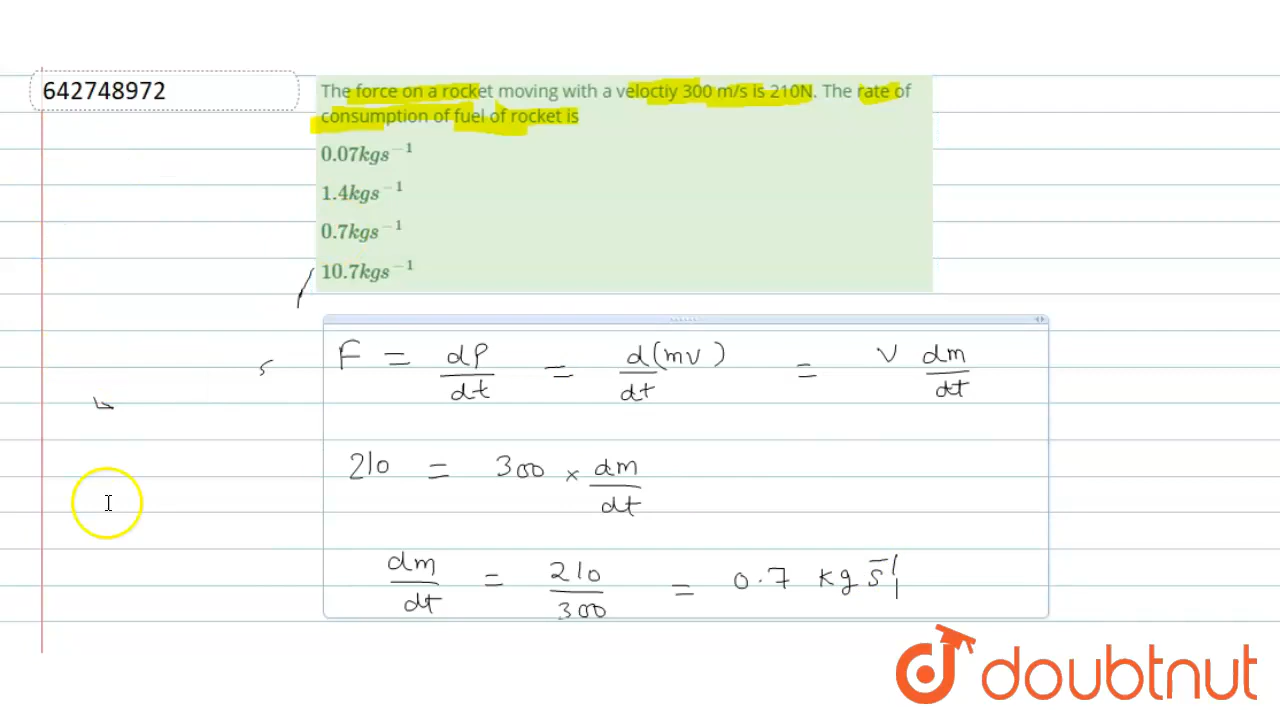 642748972
The force on a rocket moving with a veloctiy 300 m/s is 210N. The rate of
consumption of fuel of rocket is
0.07kgs⁻¹
1.4kgs⁻¹
0.7kgs⁻¹
10.7kgs⁻¹
F = dP/dt = d(mv)/dt = V dm/dt
210 = 300 × dm/dt
dm/dt = 210/300 = 0.7 kg s⁻¹
doubtnut